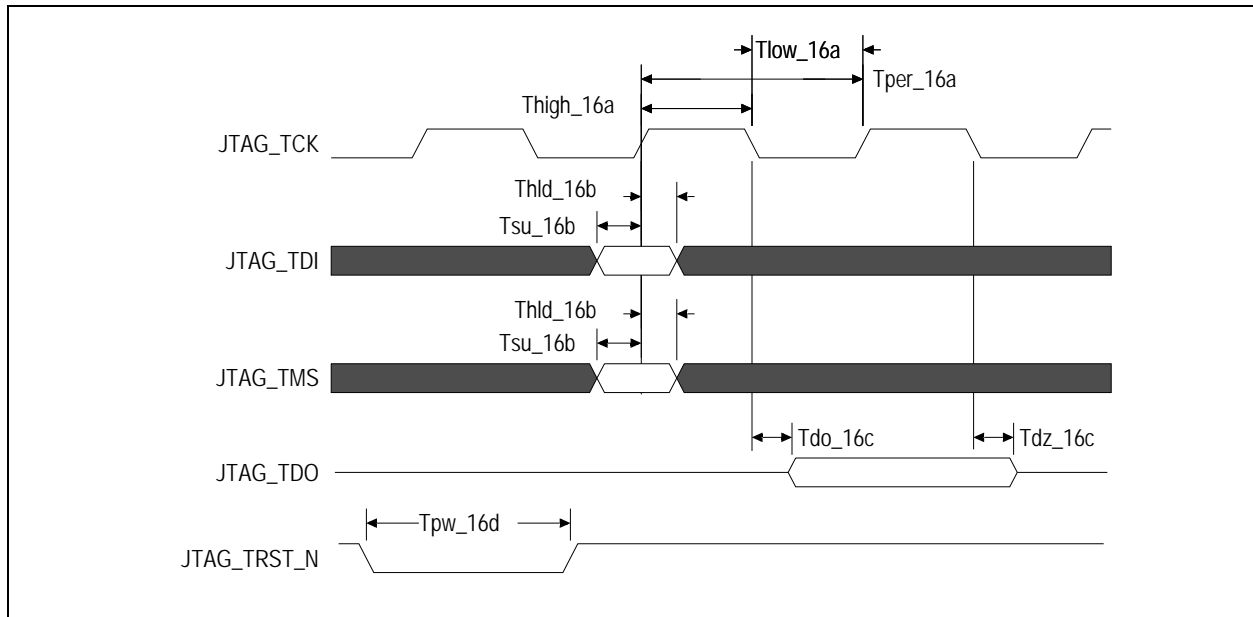 Tlow_16a
Tper_16a
Thigh_16a
JTAG_TCK
Thld_16b
Tsu_16b
JTAG_TDI
Thld_16b
Tsu_16b
JTAG_TMS
Tdo_16c
Tdz_16c
JTAG_TDO
Tpw_16d
JTAG_TRST_N